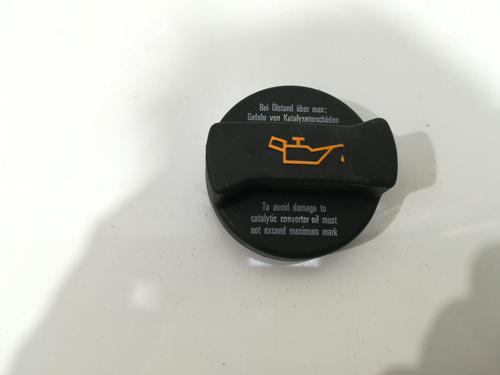 Bei Ölstand über max:
Gefahr von Katalysatorschäden
To avoid damage to
catalytic converter oil must
not exceed maximum mark